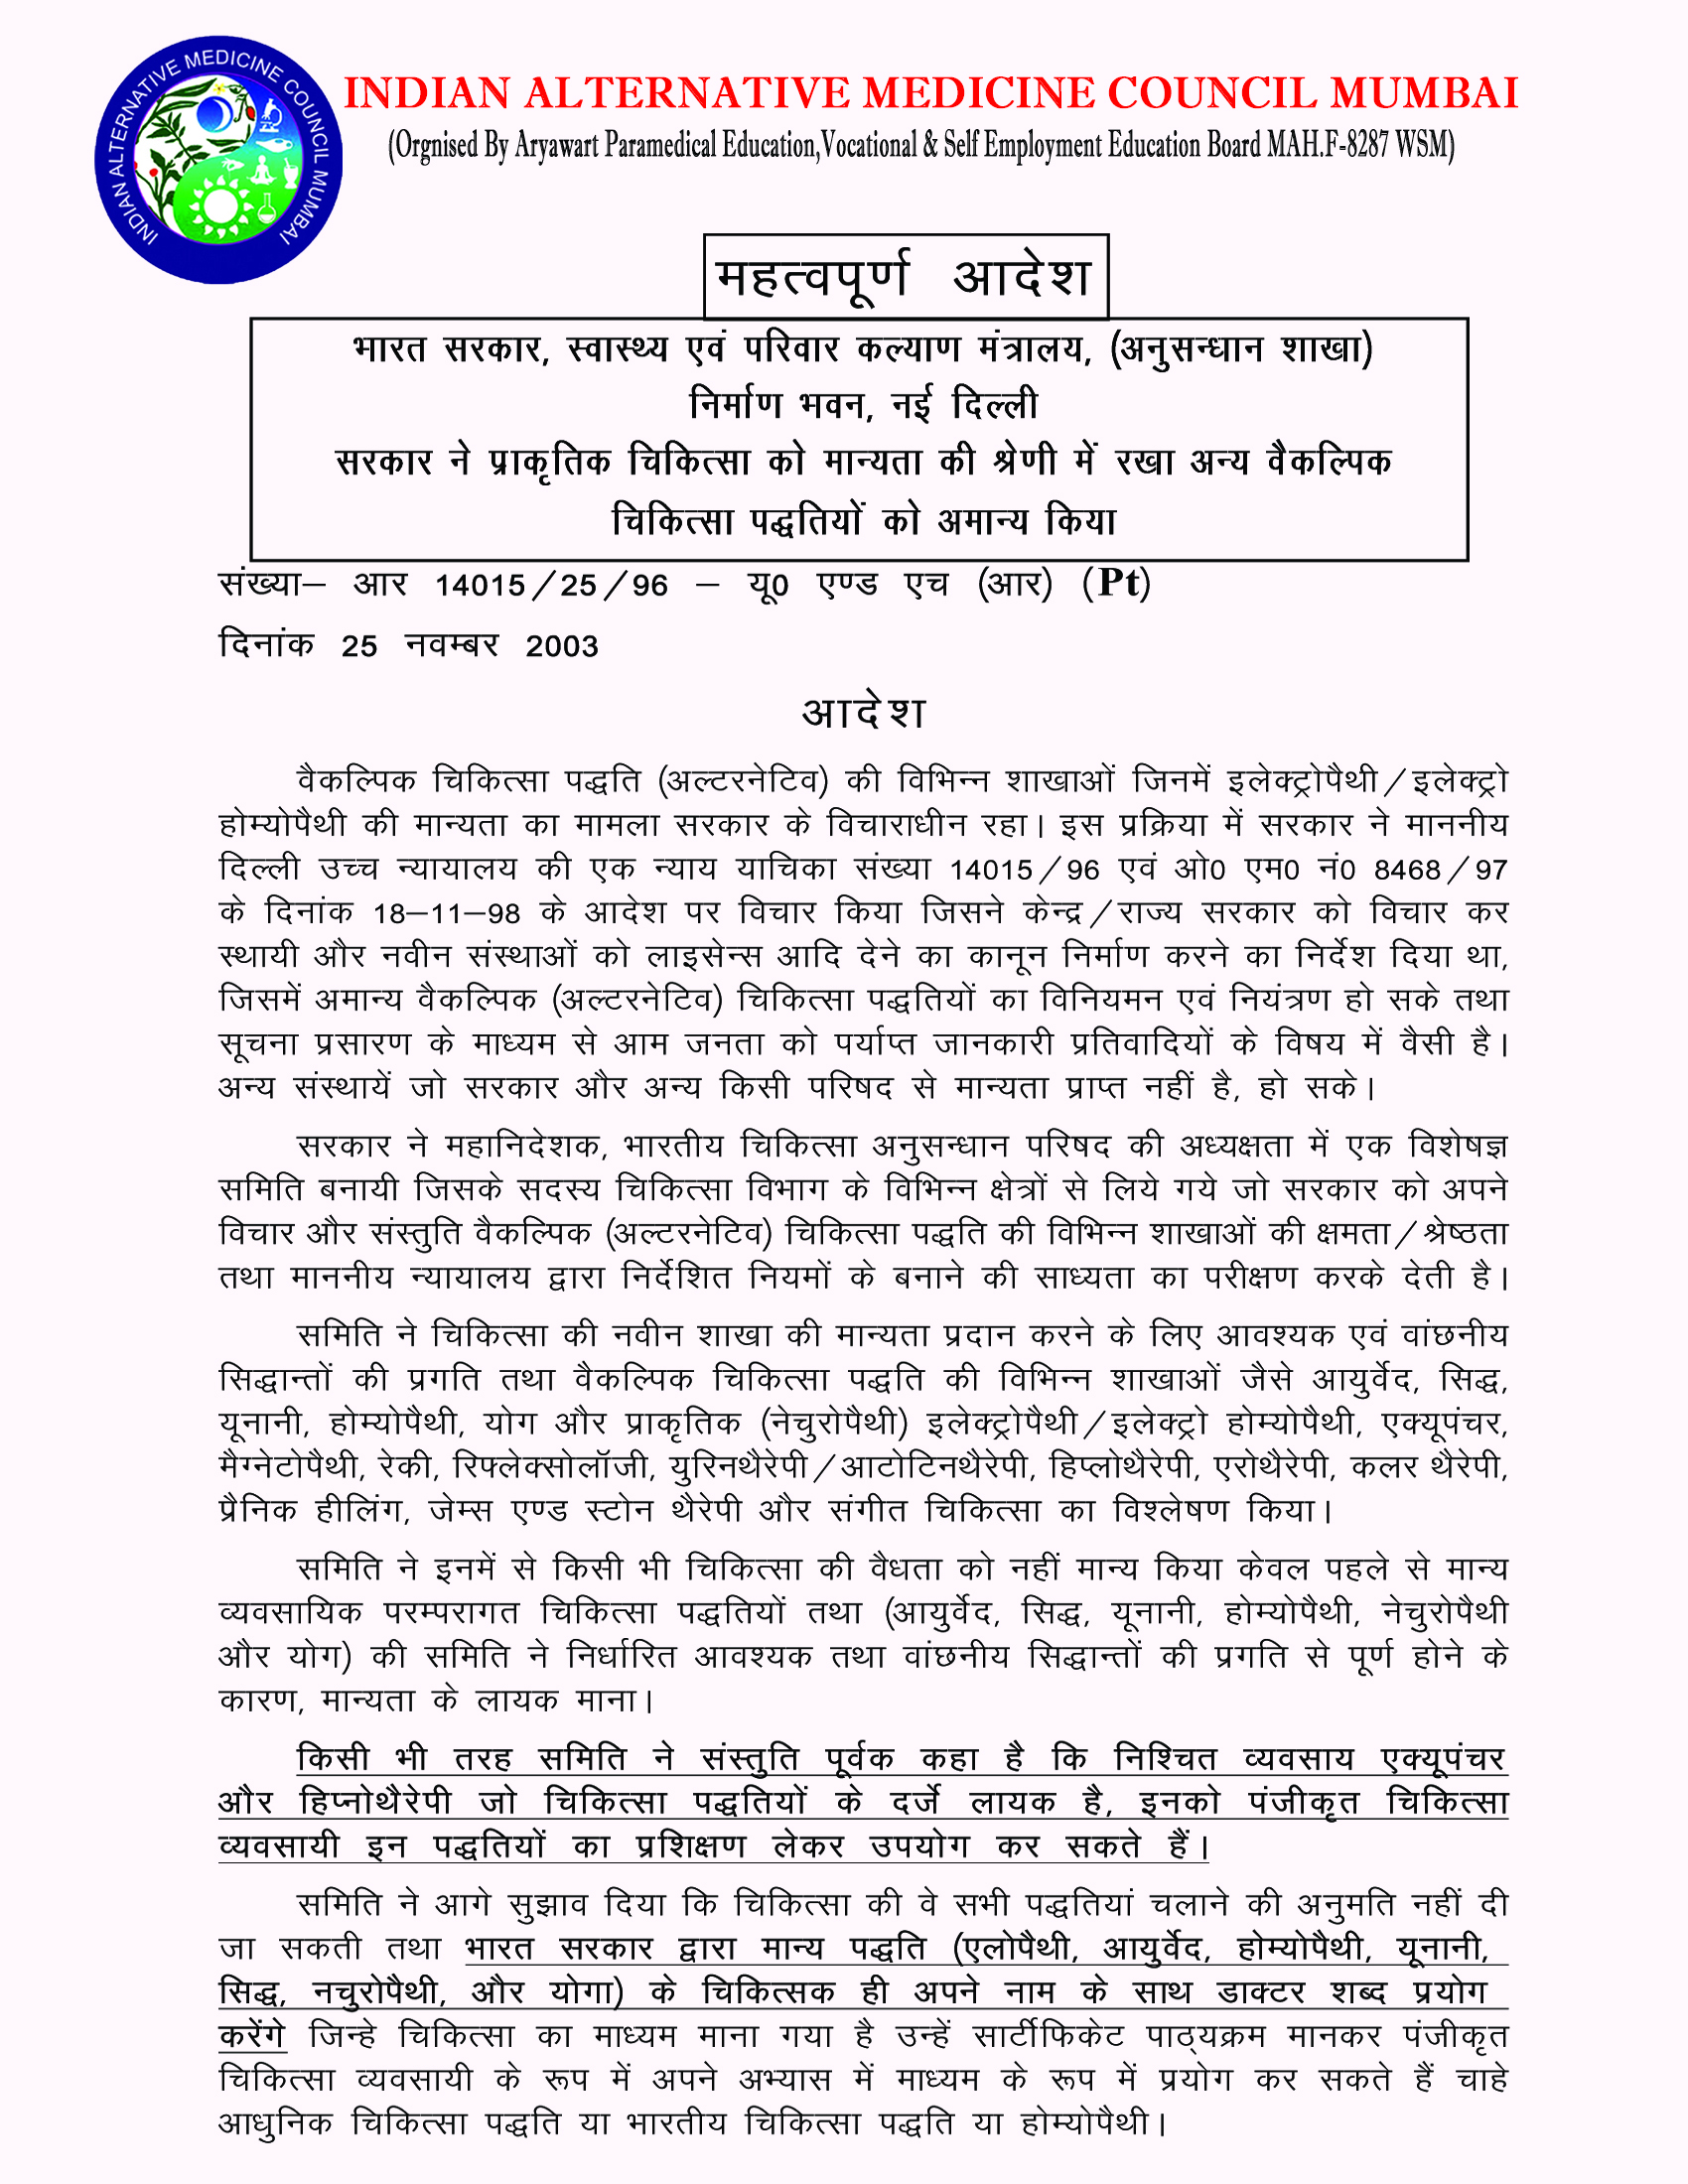 INDIAN ALTERNATIVE MEDICINE COUNCIL MUMBAI
INDIAN ALTERNATIVE MEDICINE COUNCIL MUMBAI
(Orgnised By Aryawart Paramedical Education,Vocational & Self Employment Education Board MAH.F-8287 WSM)
महत्वपूर्ण आदेश
भारत सरकार, स्वास्थ्य एवं परिवार कल्याण मंत्रालय, (अनुसन्धान शाखा)
निर्माण भवन, नई दिल्ली
सरकार ने प्राकृतिक चिकित्सा को मान्यता की श्रेणी में रखा अन्य वैकल्पिक
चिकित्सा पद्धतियों को अमान्य किया
संख्या– आर 14015/25/96 – यू0 एण्ड एच (आर) (Pt)
दिनांक 25 नवम्बर 2003
आदेश
वैकल्पिक चिकित्सा पद्धति (अल्टरनेटिव) की विभिन्न शाखाओं जिनमें इलेक्ट्रोपैथी/इलेक्ट्रो
होम्योपैथी की मान्यता का मामला सरकार के विचाराधीन रहा। इस प्रक्रिया में सरकार ने माननीय
दिल्ली उच्च न्यायालय की एक न्याय याचिका संख्या 14015/96 एवं ओ0 एम0 नं0 8468/97
के दिनांक 18–11–98 के आदेश पर विचार किया जिसने केन्द्र/राज्य सरकार को विचार कर
स्थायी और नवीन संस्थाओं को लाइसेन्स आदि देने का कानून निर्माण करने का निर्देश दिया था,
जिसमें अमान्य वैकल्पिक (अल्टरनेटिव) चिकित्सा पद्धतियों का विनियमन एवं नियंत्रण हो सके तथा
सूचना प्रसारण के माध्यम से आम जनता को पर्याप्त जानकारी प्रतिवादियों के विषय में वैसी है।
अन्य संस्थायें जो सरकार और अन्य किसी परिषद से मान्यता प्राप्त नहीं है, हो सके।
सरकार ने महानिदेशक, भारतीय चिकित्सा अनुसन्धान परिषद की अध्यक्षता में एक विशेषज्ञ
समिति बनायी जिसके सदस्य चिकित्सा विभाग के विभिन्न क्षेत्रों से लिये गये जो सरकार को अपने
विचार और संस्तुति वैकल्पिक (अल्टरनेटिव) चिकित्सा पद्धति की विभिन्न शाखाओं की क्षमता/श्रेष्ठता
तथा माननीय न्यायालय द्वारा निर्देशित नियमों के बनाने की साध्यता का परीक्षण करके देती है।
समिति ने चिकित्सा की नवीन शाखा की मान्यता प्रदान करने के लिए आवश्यक एवं वांछनीय
सिद्धान्तों की प्रगति तथा वैकल्पिक चिकित्सा पद्धति की विभिन्न शाखाओं जैसे आयुर्वेद, सिद्ध,
यूनानी, होम्योपैथी, योग और प्राकृतिक (नेचुरोपैथी) इलेक्ट्रोपैथी/इलेक्ट्रो होम्योपैथी, एक्यूपंचर,
मैग्नेटोपैथी, रेकी, रिफ्लेक्सोलॉजी, युरिनथैरेपी/आटोटिनथैरेपी, हिप्लोथैरेपी, एरोथैरेपी, कलर थैरेपी,
प्रैनिक हीलिंग, जेम्स एण्ड स्टोन थैरेपी और संगीत चिकित्सा का विश्लेषण किया।
समिति ने इनमें से किसी भी चिकित्सा की वैधता को नहीं मान्य किया केवल पहले से मान्य
व्यवसायिक परम्परागत चिकित्सा पद्धतियों तथा (आयुर्वेद, सिद्ध, यूनानी, होम्योपैथी, नेचुरोपैथी
और योग) की समिति ने निर्धारित आवश्यक तथा वांछनीय सिद्धान्तों की प्रगति से पूर्ण होने के
कारण, मान्यता के लायक माना।
किसी भी तरह समिति ने संस्तुति पूर्वक कहा है कि निश्चित व्यवसाय एक्यूपंचर
और हिप्नोथैरेपी जो चिकित्सा पद्धतियों के दर्जे लायक है, इनको पंजीकृत चिकित्सा
व्यवसायी इन पद्धतियों का प्रशिक्षण लेकर उपयोग कर सकते हैं।
समिति ने आगे सुझाव दिया कि चिकित्सा की वे सभी पद्धतियां चलाने की अनुमति नहीं दी
जा सकती तथा भारत सरकार द्वारा मान्य पद्धति (एलोपैथी, आयुर्वेद, होम्योपैथी, यूनानी,
सिद्ध, नचुरोपैथी, और योगा) के चिकित्सक ही अपने नाम के साथ डाक्टर शब्द प्रयोग
करेंगे जिन्हे चिकित्सा का माध्यम माना गया है उन्हें सार्टीफिकेट पाठ्यक्रम मानकर पंजीकृत
चिकित्सा व्यवसायी के रूप में अपने अभ्यास में माध्यम के रूप में प्रयोग कर सकते हैं चाहे
आधुनिक चिकित्सा पद्धति या भारतीय चिकित्सा पद्धति या होम्योपैथी।